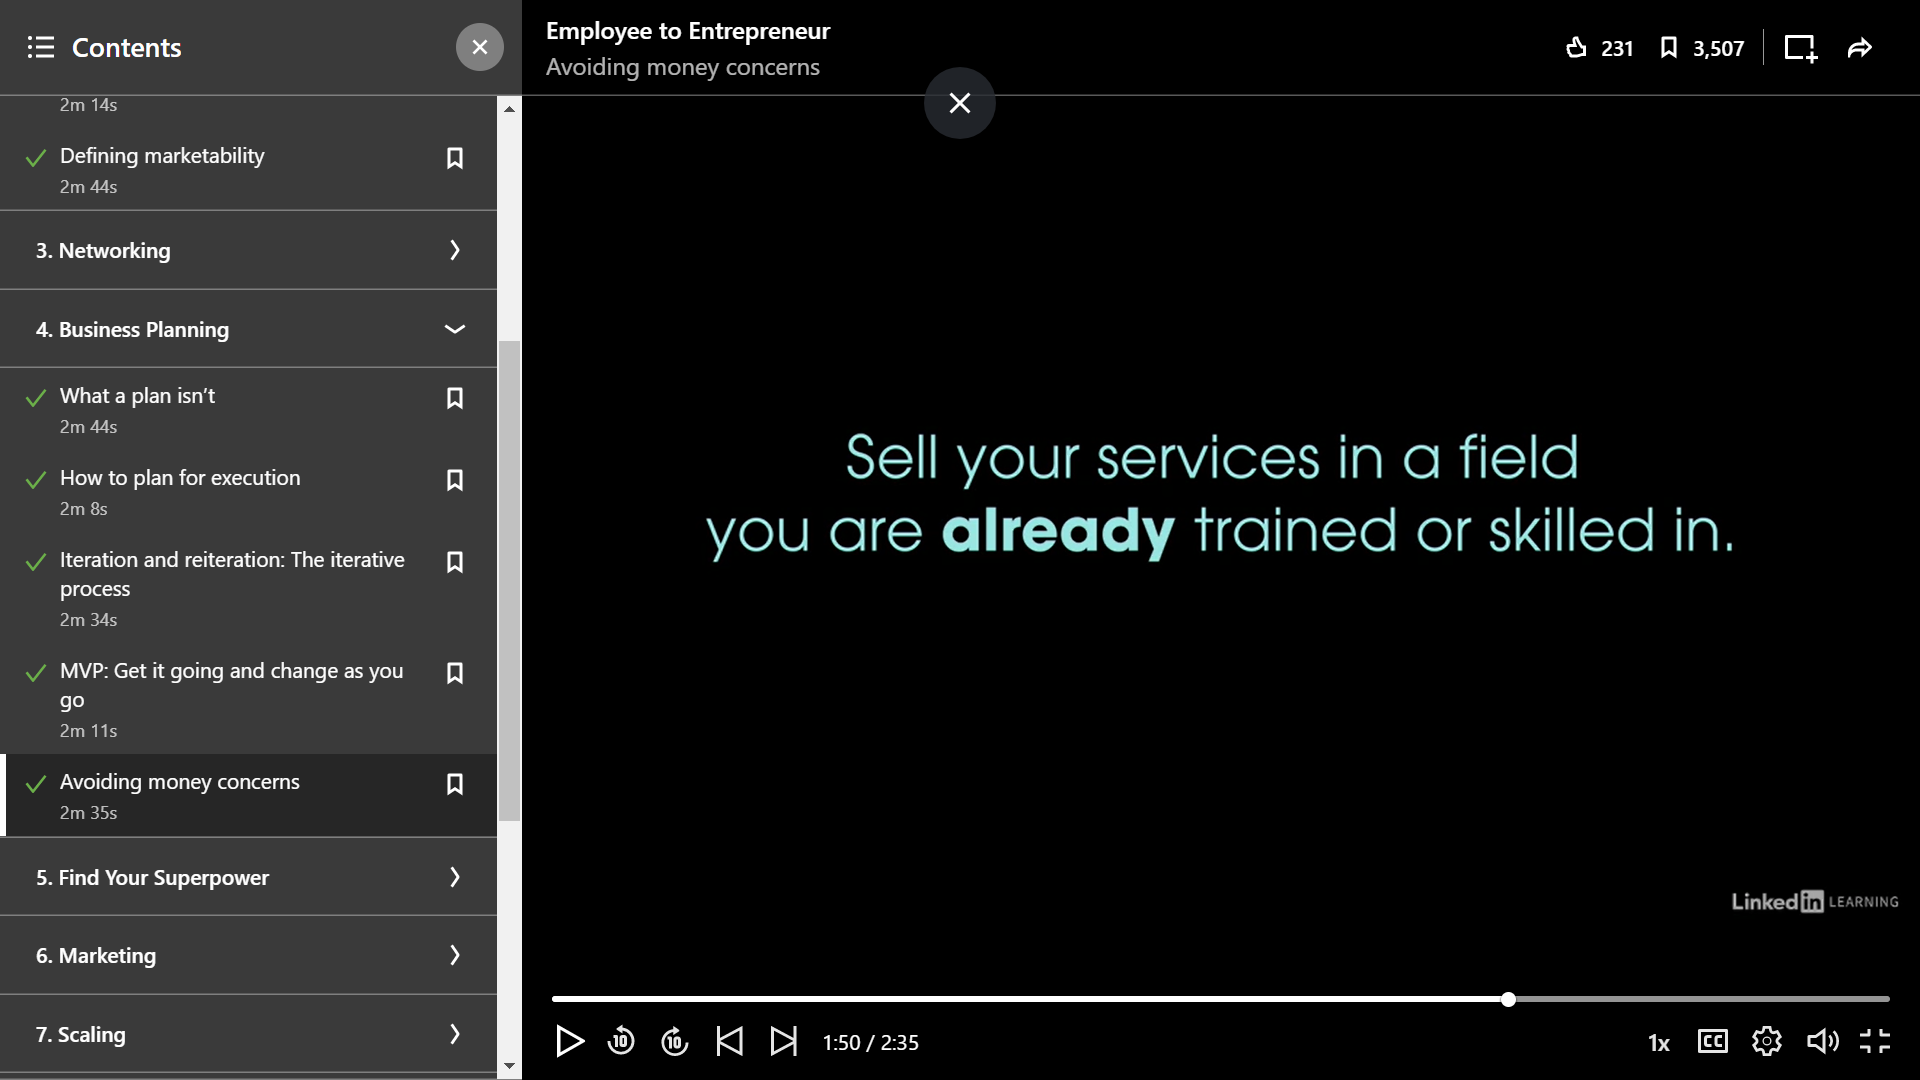 Contents
2m 14s
Defining marketability
2m 44s
3. Networking
4. Business Planning
What a plan isn’t
2m 44s
How to plan for execution
2m 8s
Iteration and reiteration: The iterative
process
2m 34s
MVP: Get it going and change as you
go
2m 11s
Avoiding money concerns
2m 35s
5. Find Your Superpower
6. Marketing
7. Scaling
Employee to Entrepreneur
Avoiding money concerns
231
3,507
Sell your services in a field
you are already trained or skilled in.
LinkedIn LEARNING
10
10
1:50 / 2:35
1x
CC